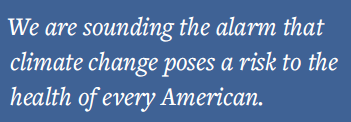 We are sounding the alarm that
climate change poses a risk to the
health of every American.